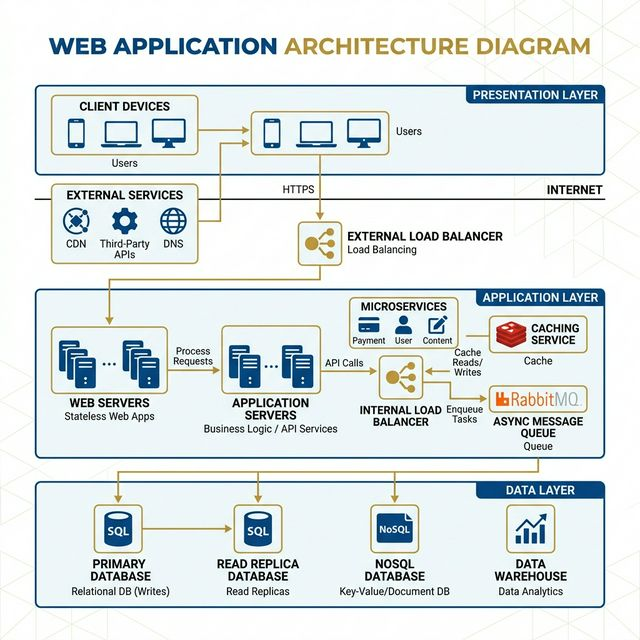 WEB APPLICATION ARCHITECTURE DIAGRAM
PRESENTATION LAYER
CLIENT DEVICES
Users
Users
EXTERNAL SERVICES
CDN
Third-Party
APIs
DNS
HTTPS
INTERNET
EXTERNAL LOAD BALANCER
Load Balancing
APPLICATION LAYER
MICROSERVICES
Payment
User
Content
CACHING
SERVICE
Cache
WEB SERVERS
Stateless Web Apps
Process
Requests
APPLICATION
SERVERS
Business Logic / API Services
API Calls
INTERNAL LOAD
BALANCER
Cache
Reads/
Writes
Enqueue
Tasks
RabbitMQ
ASYNC MESSAGE
QUEUE
Queue
DATA LAYER
SQL
PRIMARY
DATABASE
Relational DB (Writes)
SQL
READ REPLICA
DATABASE
Read Replicas
NoSQL
NOSQL
DATABASE
Key-Value/Document DB
DATA
WAREHOUSE
Data Analytics